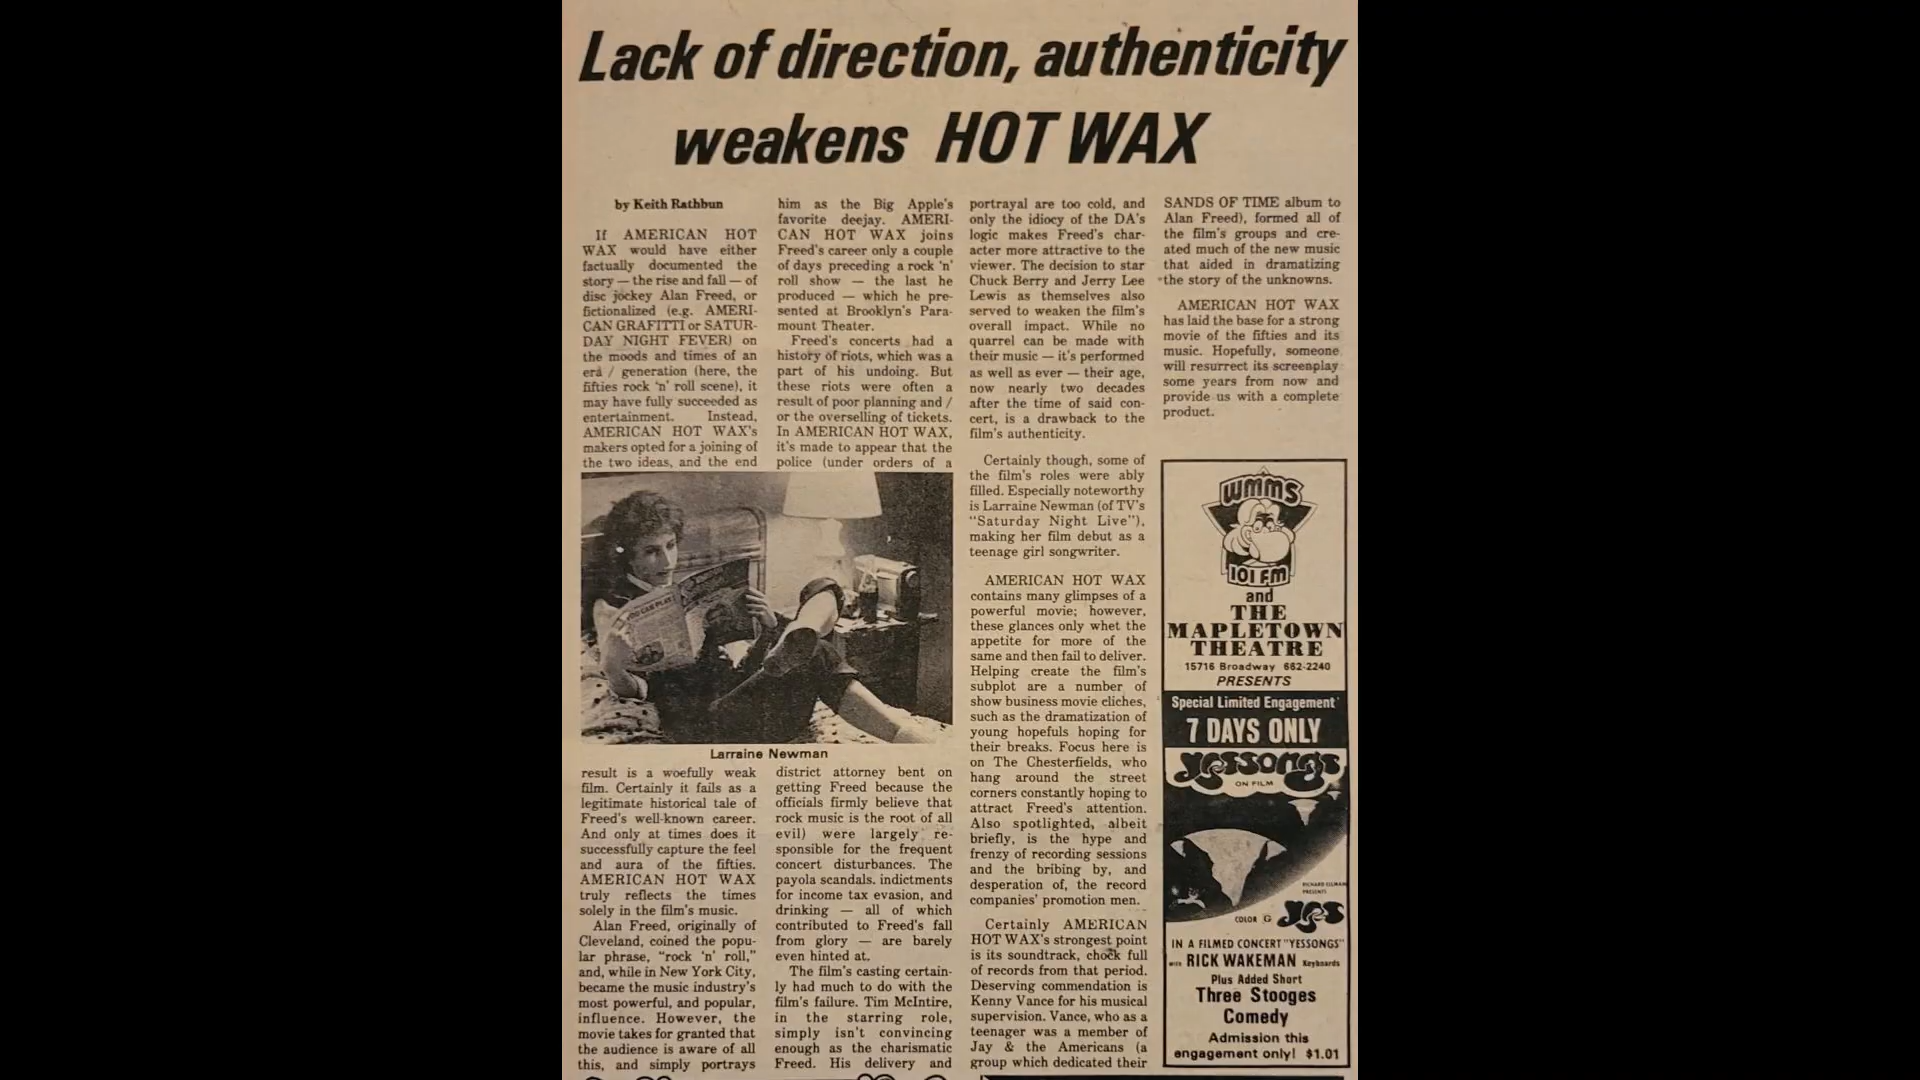 Lack of direction, authenticity
weakens HOT WAX
by Keith Rathbun
If AMERICAN HOT
WAX would have either
factually documented the
story — the rise and fall — of
disc jockey Alan Freed, or
fictionalized (e.g. AMERI-
CAN GRAFITTI or SATUR-
DAY NIGHT FEVER) on
the moods and times of an
era / generation (here, the
fifties rock 'n' roll scene), it
may have fully succeeded as
entertainment. Instead,
AMERICAN HOT WAX's
makers opted for a joining of
the two ideas, and the end
result is a woefully weak
film. Certainly it fails as a
legitimate historical tale of
Freed's well-known career.
And only at times does it
successfully capture the feel
and aura of the fifties.
AMERICAN HOT WAX
truly reflects the times
solely in the film's music.
Alan Freed, originally of
Cleveland, coined the popu-
lar phrase, "rock 'n' roll,"
and, while in New York City,
became the music industry's
most powerful, and popular,
influence. However, the
movie takes for granted that
the audience is aware of all
this, and simply portrays
him as the Big Apple's
favorite deejay. AMERI-
CAN HOT WAX joins
Freed's career only a couple
of days preceding a rock 'n'
roll show — the last he
produced — which he pre-
sented at Brooklyn's Para-
mount Theater.
Freed's concerts had a
history of riots, which was a
part of his undoing. But
these riots were often a
result of poor planning and /
or the overselling of tickets.
In AMERICAN HOT WAX,
it's made to appear that the
police (under orders of a
district attorney bent on
getting Freed because the
officials firmly believe that
rock music is the root of all
evil) were largely re-
sponsible for the frequent
concert disturbances. The
payola scandals. indictments
for income tax evasion, and
drinking — all of which
contributed to Freed's fall
from glory — are barely
even hinted at.
The film's casting certain-
ly had much to do with the
film's failure. Tim McIntire,
in the starring role,
simply isn't convincing
enough as the charismatic
Freed. His delivery and
portrayal are too cold, and
only the idiocy of the DA's
logic makes Freed's char-
acter more attractive to the
viewer. The decision to star
Chuck Berry and Jerry Lee
Lewis as themselves also
served to weaken the film's
overall impact. While no
quarrel can be made with
their music — it's performed
as well as ever — their age,
now nearly two decades
after the time of said con-
cert, is a drawback to the
film's authenticity.
Certainly though, some of
the film's roles were ably
filled. Especially noteworthy
is Larraine Newman (of TV's
"Saturday Night Live"),
making her film debut as a
teenage girl songwriter.
AMERICAN HOT WAX
contains many glimpses of a
powerful movie; however,
these glances only whet the
appetite for more of the
same and then fail to deliver.
Helping create the film's
subplot are a number of
show business movie cliches,
such as the dramatization of
young hopefuls hoping for
their breaks. Focus here is
on The Chesterfields, who
hang around the street
corners constantly hoping to
attract Freed's attention.
Also spotlighted, albeit
briefly, is the hype and
frenzy of recording sessions
and the bribing by, and
desperation of, the record
companies' promotion men.
Certainly AMERICAN
HOT WAX's strongest point
is its soundtrack, chock full
of records from that period.
Deserving commendation is
Kenny Vance for his musical
supervision. Vance, who as a
teenager was a member of
Jay & the Americans (a
group which dedicated their
SANDS OF TIME album to
Alan Freed), formed all of
the film's groups and cre-
ated much of the new music
that aided in dramatizing
the story of the unknowns.
AMERICAN HOT WAX
has laid the base for a strong
movie of the fifties and its
music. Hopefully, someone
will resurrect its screenplay
some years from now and
provide us with a complete
product.
YOU CAN PLAY
Larraine Newman
WMMS
101 FM
and
THE
MAPLETOWN
THEATRE
15716 Broadway 662-2240
PRESENTS
Special Limited Engagement
7 DAYS ONLY
YESSONGS
ON FILM
RICHARD ELLMAN
PRESENTS
COLOR G YES
IN A FILMED CONCERT "YESSONGS"
with RICK WAKEMAN Keyboards
Plus Added Short
Three Stooges
Comedy
Admission this
engagement only! $1.01